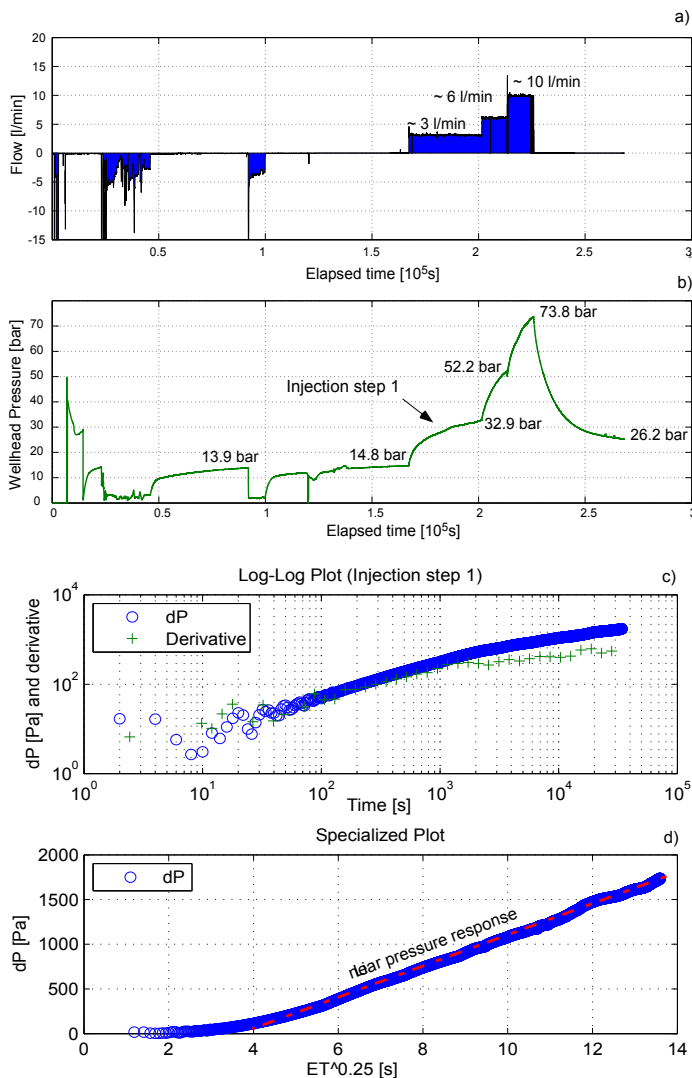 a)
20
15
10
5
0
-5
-10
-15
Flow [l/min]
~ 3 l/min
~ 6 l/min
~ 10 l/min
0.5
1
1.5
2
2.5
3
Elapsed time [10⁵s]
b)
70
60
50
40
30
20
10
0
Wellhead Pressure [bar]
13.9 bar
14.8 bar
Injection step 1
32.9 bar
52.2 bar
73.8 bar
26.2 bar
0
0.5
1
1.5
2
2.5
3
Elapsed time [10⁵s]
Log-Log Plot (Injection step 1)
c)
10⁴
10²
10⁰
dP [Pa] and derivative
dP
Derivative
10⁰
10¹
10²
10³
10⁴
10⁵
Time [s]
Specialized Plot
d)
2000
1500
1000
500
0
dP [Pa]
dP
pressure response
0
2
4
6
8
10
12
14
ET^0.25 [s]